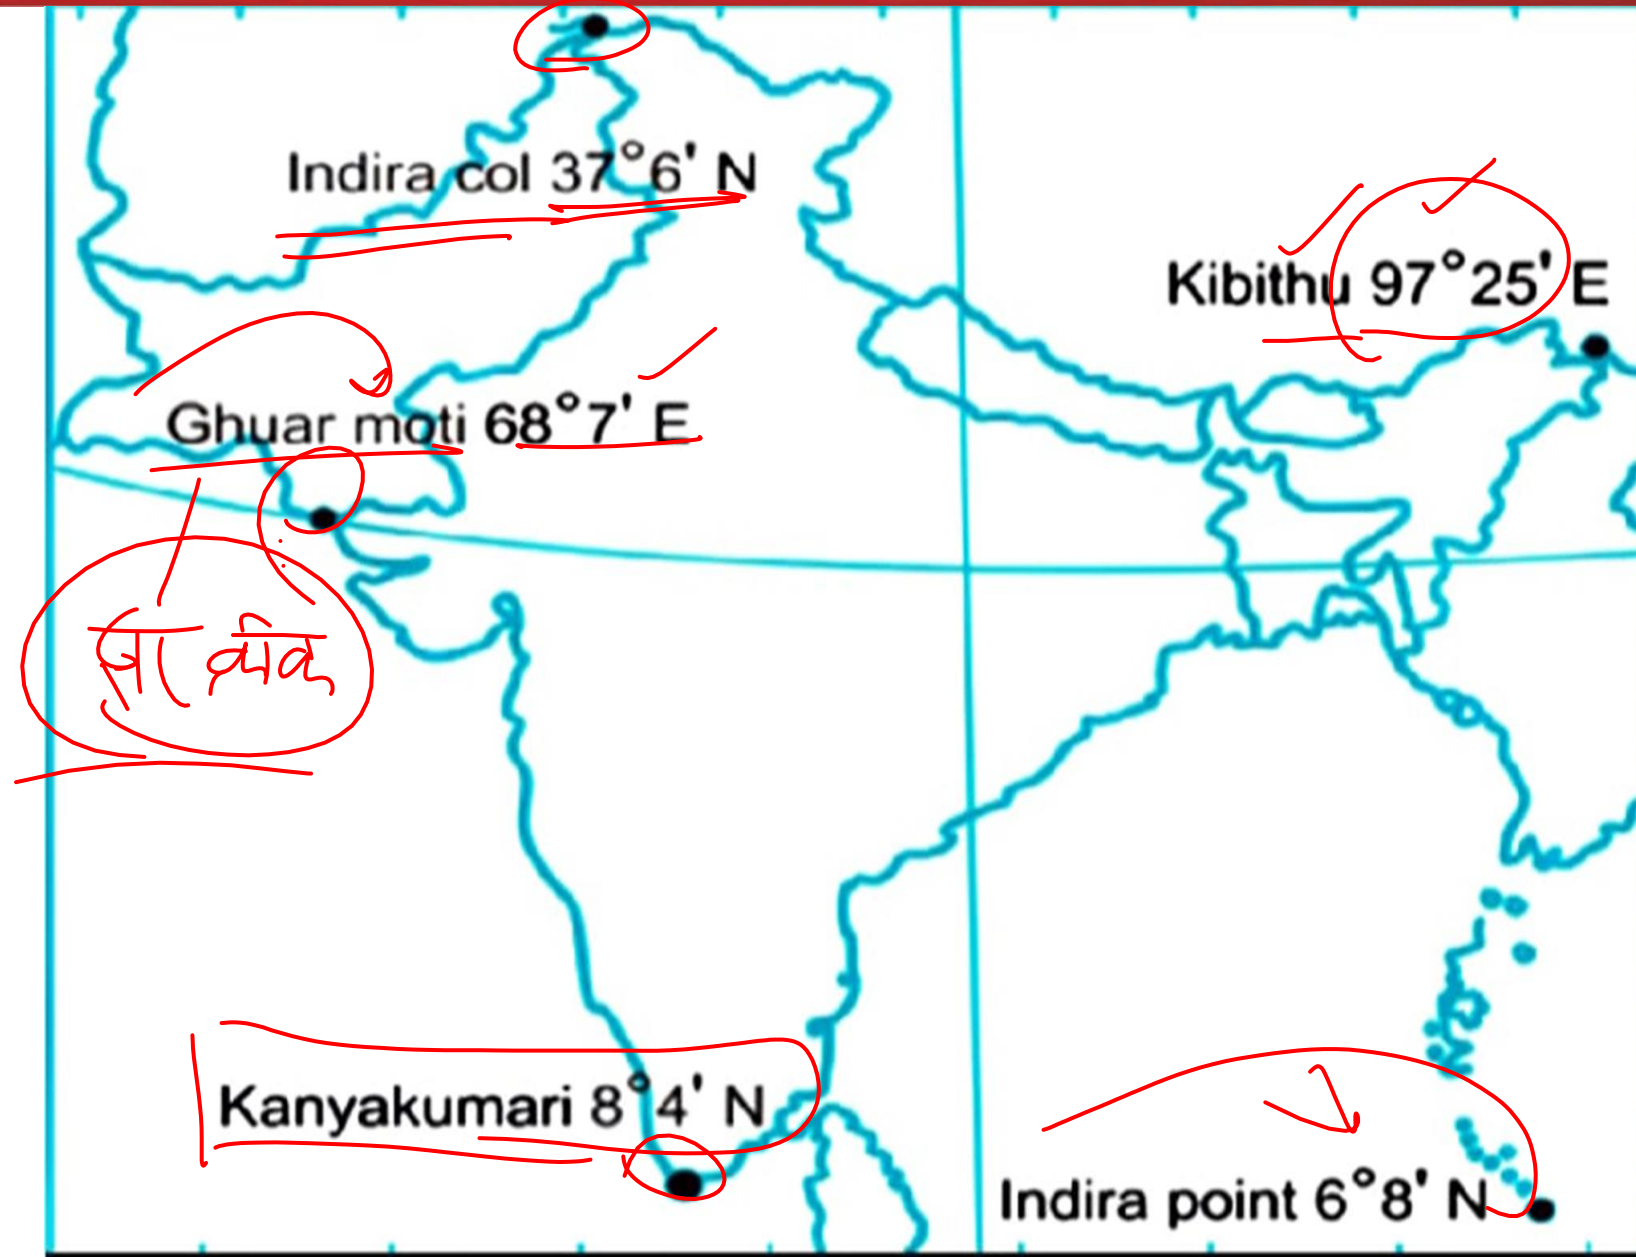 Indira col 37°6' N
Kibithu 97°25' E
Ghuar moti 68°7' E
Kanyakumari 8°4' N
Indira point 6°8' N